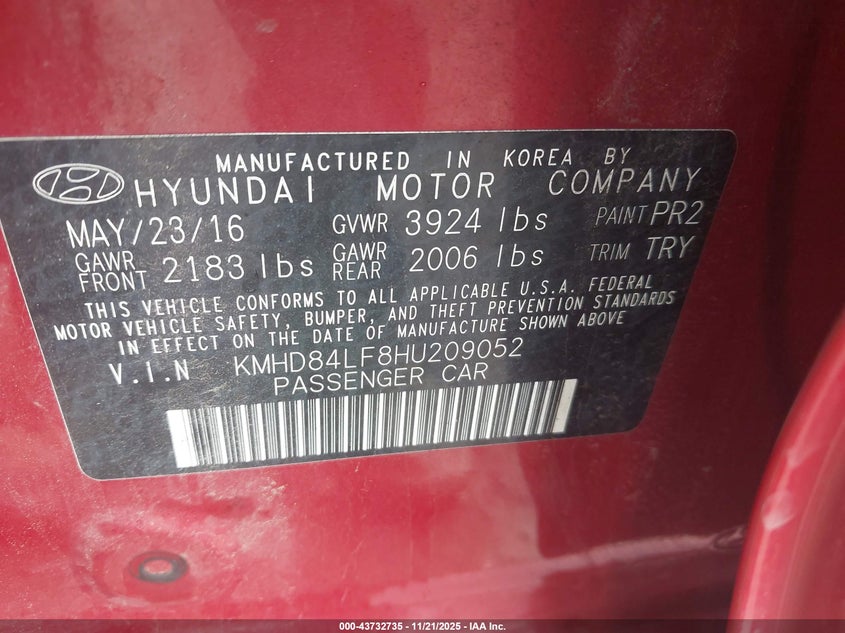 MANUFACTURED IN KOREA BY
HYUNDAI MOTOR COMPANY
MAY/23/16 GVWR 3924 lbs PAINT PR2
GAWR FRONT 2183 lbs GAWR REAR 2006 lbs TRIM TRY
THIS VEHICLE CONFORMS TO ALL APPLICABLE U.S.A. FEDERAL
MOTOR VEHICLE SAFETY, BUMPER, AND THEFT PREVENTION STANDARDS
IN EFFECT ON THE DATE OF MANUFACTURE SHOWN ABOVE
V.I.N KMHD84LF8HU209052
PASSENGER CAR
000-43732735 - 11/21/2025 - IAA Inc.